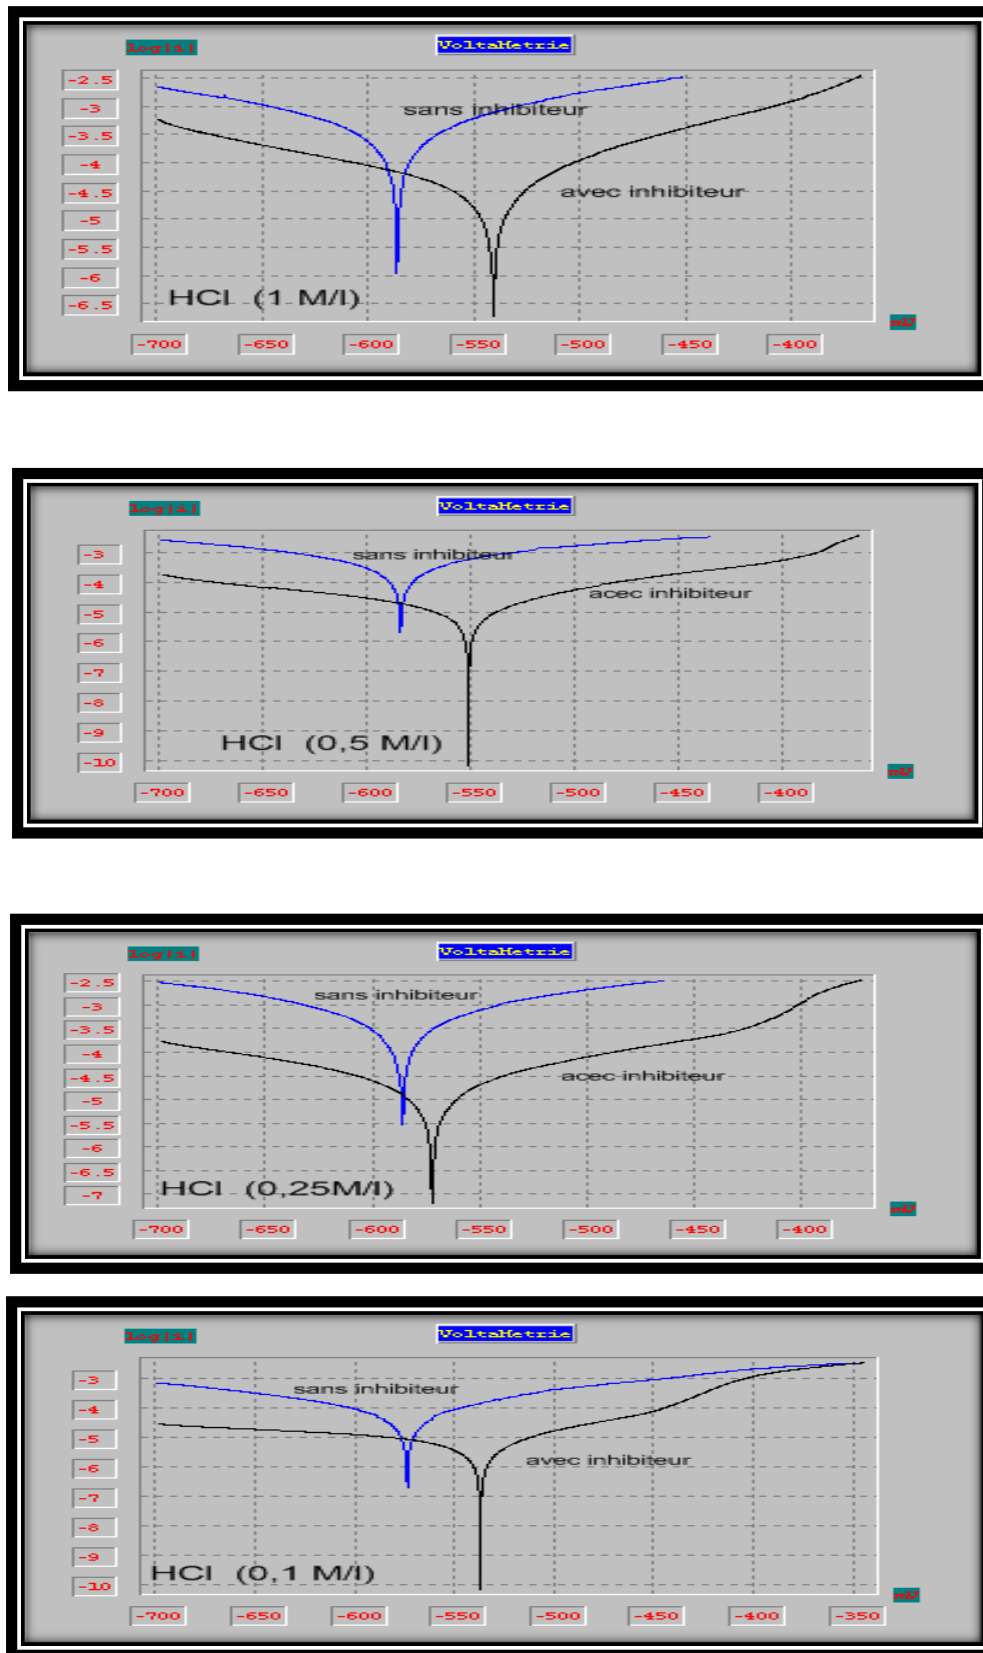 log|i|
VoltaMetrie
-2.5
sans inhibiteur
-3
-3.5
-4
avec inhibiteur
-4.5
-5
-5.5
-6
HCl (1 M/l)
-6.5
mV
-700 -650 -600 -550 -500 -450 -400
log|i|
VoltaMetrie
-3
sans inhibiteur
-4
acec inhibiteur
-5
-6
-7
-8
-9
HCl (0,5 M/l)
-10
mV
-700 -650 -600 -550 -500 -450 -400
log|i|
VoltaMetrie
-2.5
sans inhibiteur
-3
-3.5
-4
acec inhibiteur
-4.5
-5
-5.5
-6
-6.5
HCl (0,25M/l)
-7
mV
-700 -650 -600 -550 -500 -450 -400
log|i|
VoltaMetrie
-3
sans inhibiteur
-4
-5
avec inhibiteur
-6
-7
-8
-9
HCl (0,1 M/l)
-10
mV
-700 -650 -600 -550 -500 -450 -400 -350